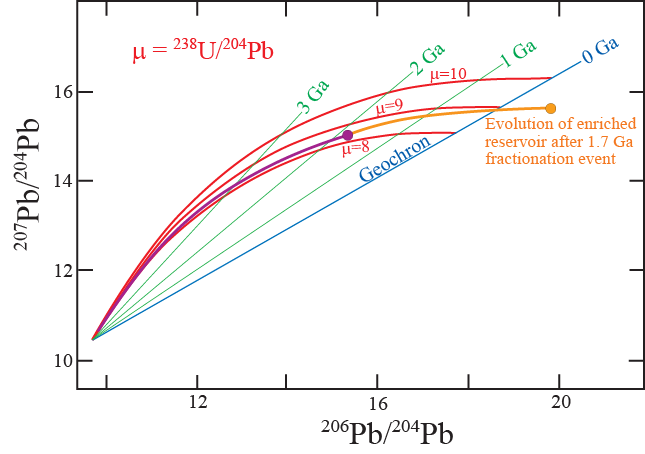 μ = ²³⁸U/²⁰⁴Pb
3 Ga
2 Ga
1 Ga
0 Ga
μ=10
μ=9
μ=8
Geochron
Evolution of enriched
reservoir after 1.7 Ga
fractionation event
16
14
12
10
²⁰⁷Pb/²⁰⁴Pb
12
16
20
²⁰⁶Pb/²⁰⁴Pb